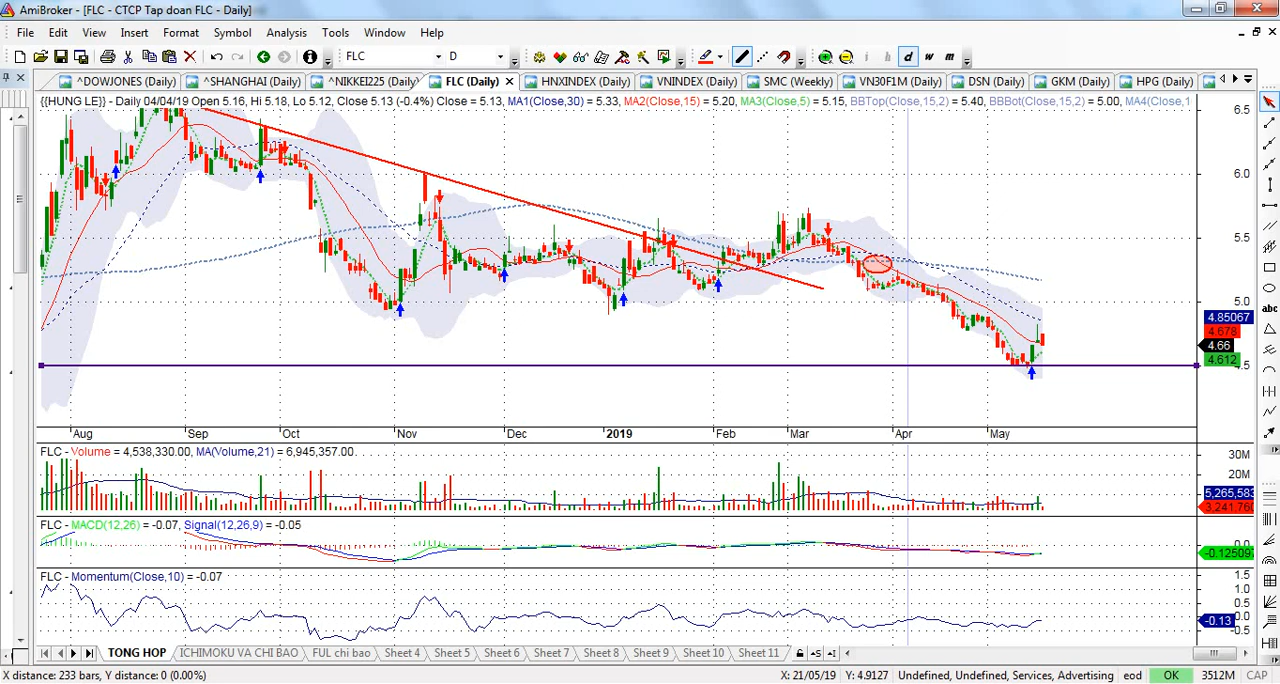 AmiBroker - [FLC - CTCP Tap doan FLC - Daily]
File Edit View Insert Format Symbol Analysis Tools Window Help
FLC D i h d w m
^DOWJONES (Daily) ^SHANGHAI (Daily) ^NIKKEI225 (Daily) FLC (Daily) HNXINDEX (Daily) VNINDEX (Daily) SMC (Weekly) VN30F1M (Daily) DSN (Daily) GKM (Daily) HPG (Daily)
{{HUNG LE}} - Daily 04/04/19 Open 5.16, Hi 5.18, Lo 5.12, Close 5.13 (-0.4%) Close = 5.13, MA1(Close,30) = 5.33, MA2(Close,15) = 5.20, MA3(Close,5) = 5.15, BBTop(Close,15,2) = 5.40, BBBot(Close,15,2) = 5.00, MA4(Close,1
6.5
6.0
5.5
5.0
4.85067
4.678
4.66
4.612
4.5
abc
Aug Sep Oct Nov Dec 2019 Feb Mar Apr May
FLC - Volume = 4,538,330.00, MA(Volume,21) = 6,945,357.00
30M
20M
5,265,583
3,241,760
FLC - MACD(12,26) = -0.07, Signal(12,26,9) = -0.05
0.0
-0.125097
FLC - Momentum(Close,10) = -0.07
1.5
1.0
0.5
0.0
-0.13
-0.5
TONG HOP ICHIMOKU VA CHI BAO FUL chi bao Sheet 4 Sheet 5 Sheet 6 Sheet 7 Sheet 8 Sheet 9 Sheet 10 Sheet 11
X distance: 233 bars, Y distance: 0 (0.00%) X: 21/05/19 Y: 4.9127 Undefined, Undefined, Services, Advertising eod OK 3512M CAP